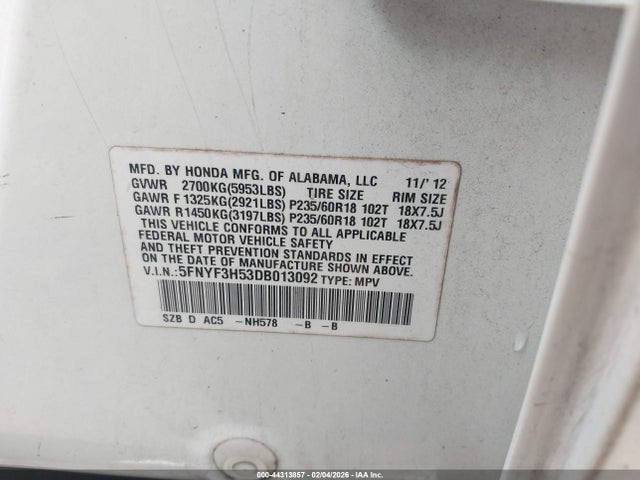 MFD. BY HONDA MFG. OF ALABAMA, LLC 11/' 12
GVWR 2700KG(5953LBS) TIRE SIZE RIM SIZE
GAWR F 1325KG(2921LBS) P235/60R18 102T 18X7.5J
GAWR R 1450KG(3197LBS) P235/60R18 102T 18X7.5J
THIS VEHICLE CONFORMS TO ALL APPLICABLE
FEDERAL MOTOR VEHICLE SAFETY
AND THEFT PREVENTION STANDARDS IN EFFECT
ON THE DATE OF MANUFACTURE SHOWN ABOVE.
V.I.N.:5FNYF3H53DB013092 TYPE: MPV
SZB D AC5 -NH578 -B -B
000-44313857 - 02/04/2026 - IAA Inc.